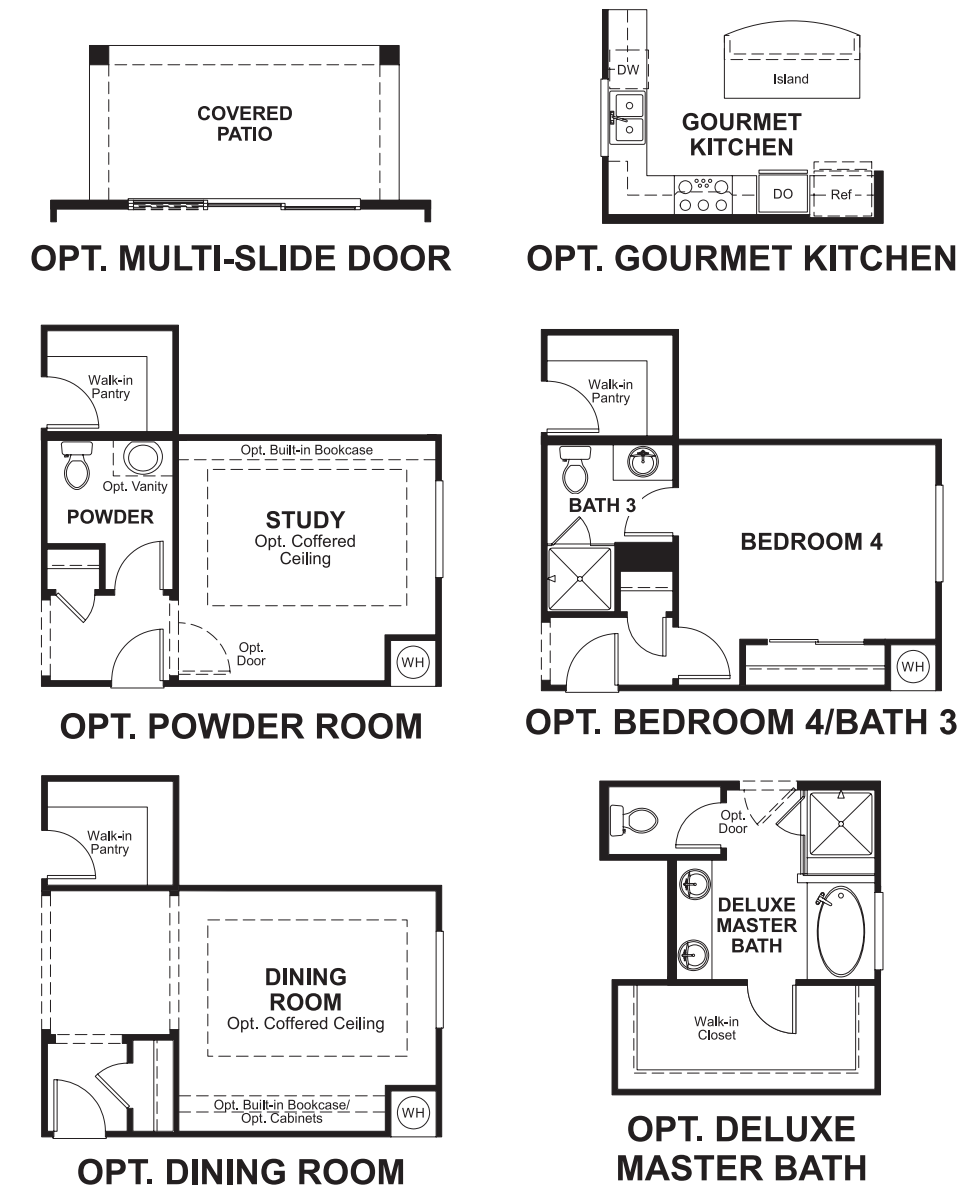 COVERED
PATIO
OPT. MULTI-SLIDE DOOR
DW
Island
GOURMET
KITCHEN
DO
Ref
OPT. GOURMET KITCHEN
Walk-in
Pantry
Opt. Built-in Bookcase
Opt. Vanity
POWDER
STUDY
Opt. Coffered
Ceiling
Opt.
Door
WH
OPT. POWDER ROOM
Walk-in
Pantry
BATH 3
BEDROOM 4
WH
OPT. BEDROOM 4/BATH 3
Walk-in
Pantry
DINING
ROOM
Opt. Coffered Ceiling
Opt. Built-in Bookcase/
Opt. Cabinets
WH
OPT. DINING ROOM
Opt.
Door
DELUXE
MASTER
BATH
Walk-in
Closet
OPT. DELUXE
MASTER BATH